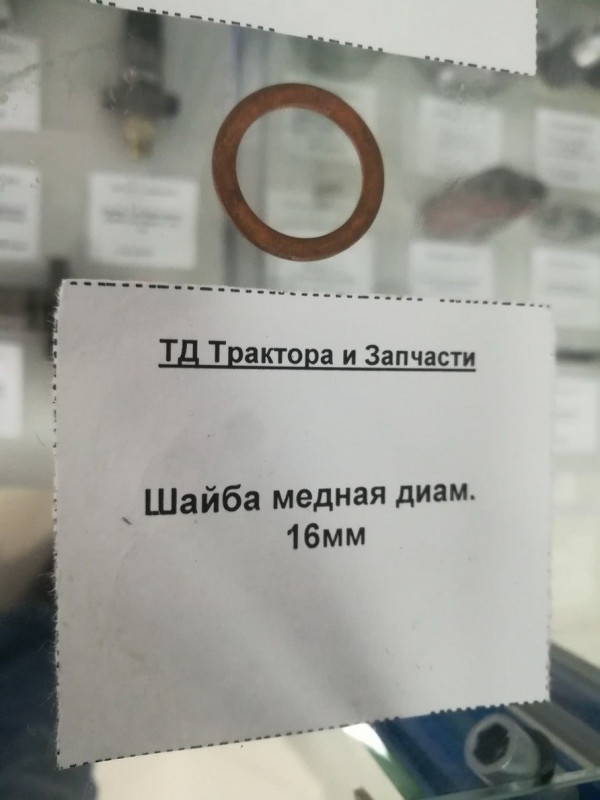 ТД Трактора и Запчасти
Шайба медная диам.
16мм